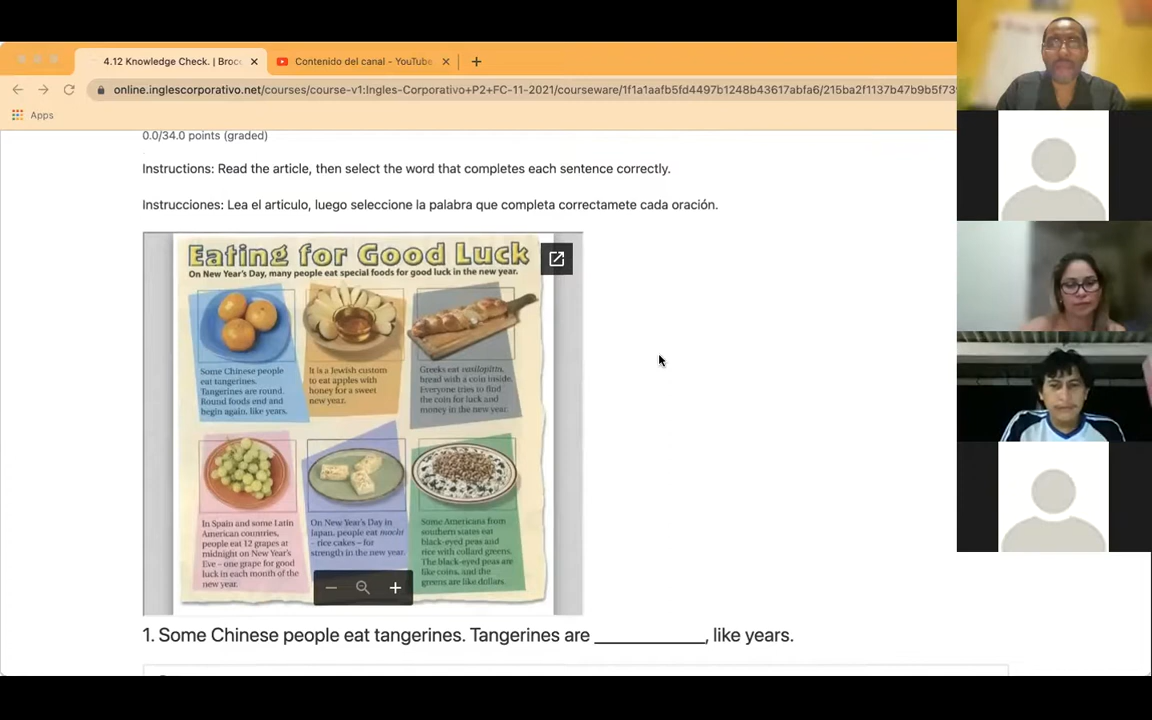 4.12 Knowledge Check. | Broc
Contenido del canal - YouTube
online.inglescorporativo.net/courses/course-v1:Ingles-Corporativo+P2+FC-11-2021/courseware/1f1a1aafb5fd4497b1248b43617abfa6/215ba2f1137b47b9b5f73
Apps
0.0/34.0 points (graded)
Instructions: Read the article, then select the word that completes each sentence correctly.
Instrucciones: Lea el articulo, luego seleccione la palabra que completa correctamete cada oración.
Eating for Good Luck
On New Year's Day, many people eat special foods for good luck in the new year.
Some Chinese people
eat tangerines.
Tangerines are round.
Round foods end and
begin again, like years.
It is a Jewish custom
to eat apples with
honey for a sweet
new year.
Greeks eat vasilopitta,
bread with a coin inside.
Everyone tries to find
the coin for luck and
money in the new year.
In Spain and some Latin
American countries,
people eat 12 grapes at
midnight on New Year's
Eve – one grape for good
luck in each month of the
new year.
On New Year's Day in
Japan, people eat mochi
– rice cakes – for
strength in the new year.
Some Americans from
southern states eat
black-eyed peas and
rice with collard greens.
The black-eyed peas are
like coins, and the
greens are like dollars.
1. Some Chinese people eat tangerines. Tangerines are ____________, like years.